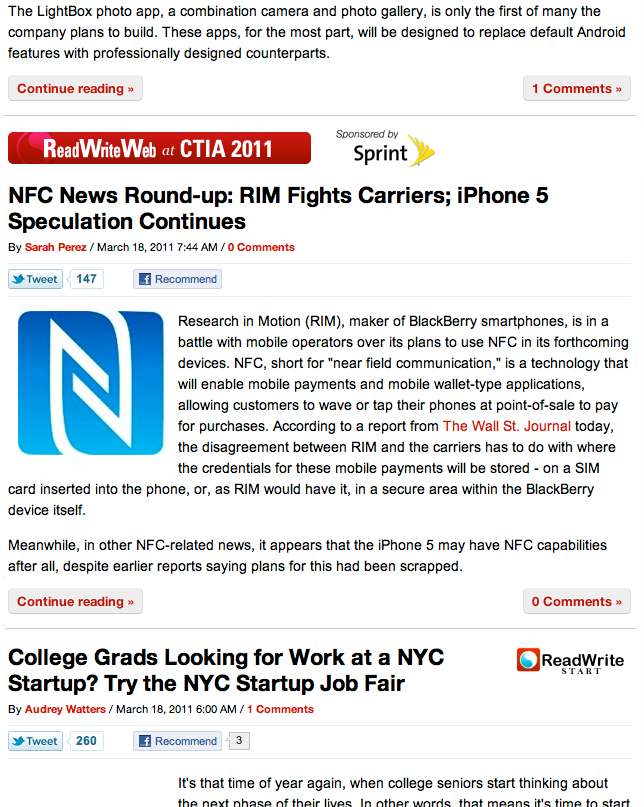 The LightBox photo app, a combination camera and photo gallery, is only the first of many the
company plans to build. These apps, for the most part, will be designed to replace default Android
features with professionally designed counterparts.
Continue reading »
1 Comments »
ReadWriteWeb at CTIA 2011
Sponsored by
Sprint
NFC News Round-up: RIM Fights Carriers; iPhone 5
Speculation Continues
By Sarah Perez / March 18, 2011 7:44 AM / 0 Comments
Tweet 147 Recommend
Research in Motion (RIM), maker of BlackBerry smartphones, is in a
battle with mobile operators over its plans to use NFC in its forthcoming
devices. NFC, short for "near field communication," is a technology that
will enable mobile payments and mobile wallet-type applications,
allowing customers to wave or tap their phones at point-of-sale to pay
for purchases. According to a report from The Wall St. Journal today,
the disagreement between RIM and the carriers has to do with where
the credentials for these mobile payments will be stored - on a SIM
card inserted into the phone, or, as RIM would have it, in a secure area within the BlackBerry
device itself.
Meanwhile, in other NFC-related news, it appears that the iPhone 5 may have NFC capabilities
after all, despite earlier reports saying plans for this had been scrapped.
Continue reading »
0 Comments »
College Grads Looking for Work at a NYC
Startup? Try the NYC Startup Job Fair
ReadWrite
START
By Audrey Watters / March 18, 2011 6:00 AM / 1 Comments
Tweet 260 Recommend 3
It's that time of year again, when college seniors start thinking about
the next phase of their lives. In other words, that means it's time to start